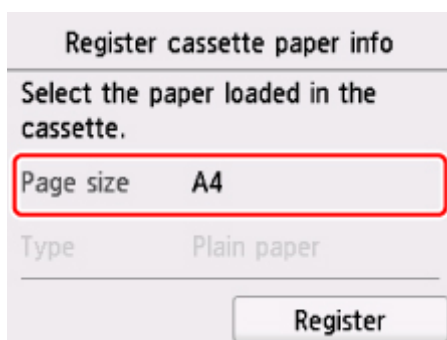 Register cassette paper info
Select the paper loaded in the
cassette.
Page size A4
Type Plain paper
Register